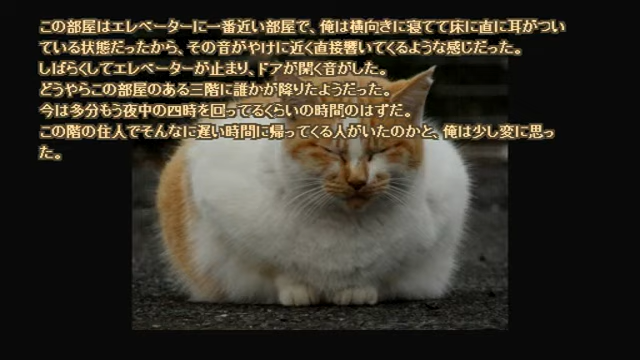 この部屋はエレベーターに一番近い部屋で、俺は横向きに寝てて床に直に耳がつい
ている状態だったから、その音がやけに近く直接響いてくるような感じだった。
しばらくしてエレベーターが止まり、ドアが開く音がした。
どうやらこの部屋のある三階に誰かが降りたようだった。
今は多分もう夜中の四時を回ってるくらいの時間のはずだ。
この階の住人でそんなに遅い時間に帰ってくる人がいたのかと、俺は少し変に思っ
た。